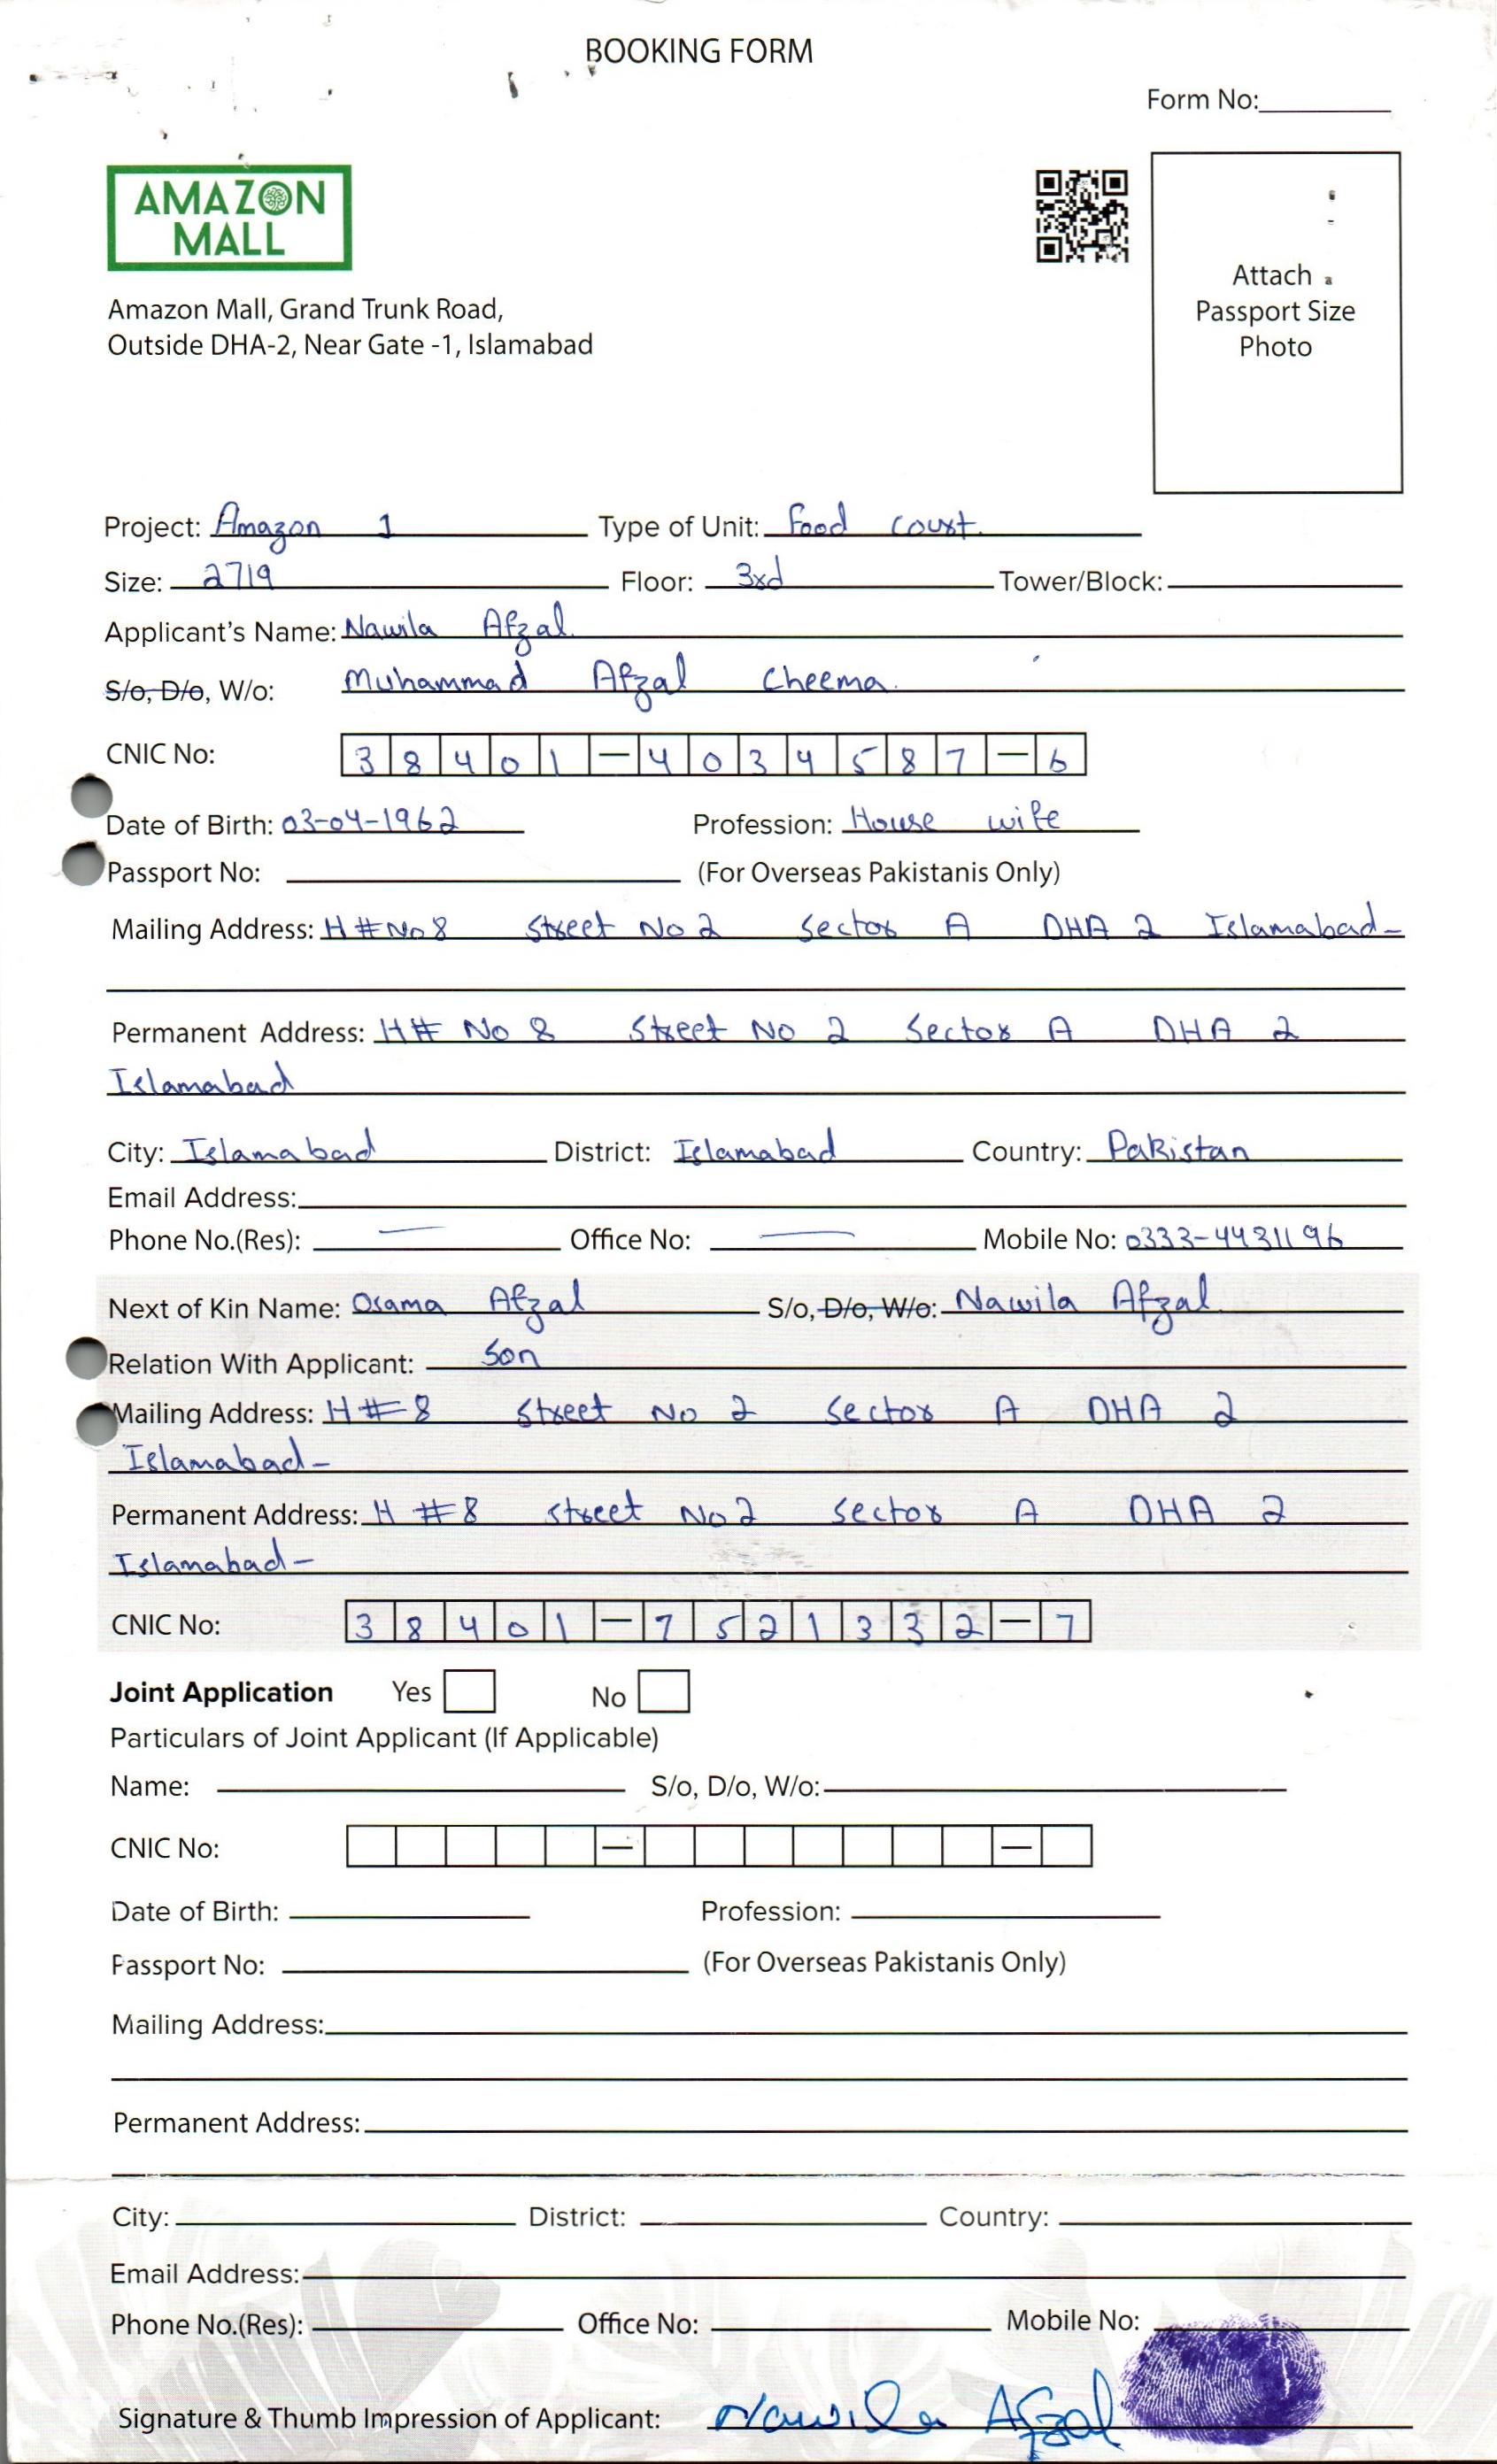 BOOKING FORM
Form No:
AMAZON
MALL
Amazon Mall, Grand Trunk Road,
Outside DHA-2, Near Gate -1, Islamabad
Attach
Passport Size
Photo
Project: Amazon 1 Type of Unit: Food court.
Size: 2719 Floor: 3rd Tower/Block:
Applicant's Name: Nawila Afzal.
S/o, D/o, W/o: Muhammad Afzal Cheema.
CNIC No: 38401-4034587-6
Date of Birth: 03-04-1962 Profession: House wife
Passport No: (For Overseas Pakistanis Only)
Mailing Address: H # No 8 Street No 2 Sector A DHA 2 Islamabad-
Permanent Address: H# No 8 Street No 2 Sector A DHA 2
Islamabad
City: Islamabad District: Islamabad Country: Pakistan
Email Address:
Phone No.(Res): — Office No: — Mobile No: 0333-4431196
Next of Kin Name: Osama Afzal S/o, D/o, W/o: Nawila Afzal.
Relation With Applicant: Son
Mailing Address: H # 8 Street No 2 Sector A DHA 2
Islamabad-
Permanent Address: H #8 Street No 2 Sector A DHA 2
Islamabad-
CNIC No: 38401-7521332-7
Joint Application Yes No
Particulars of Joint Applicant (If Applicable)
Name: S/o, D/o, W/o:
CNIC No: — —
Date of Birth: Profession:
Passport No: (For Overseas Pakistanis Only)
Mailing Address:
Permanent Address:
City: District: Country:
Email Address:
Phone No.(Res): Office No: Mobile No:
Signature & Thumb Impression of Applicant: Nawila Afzal